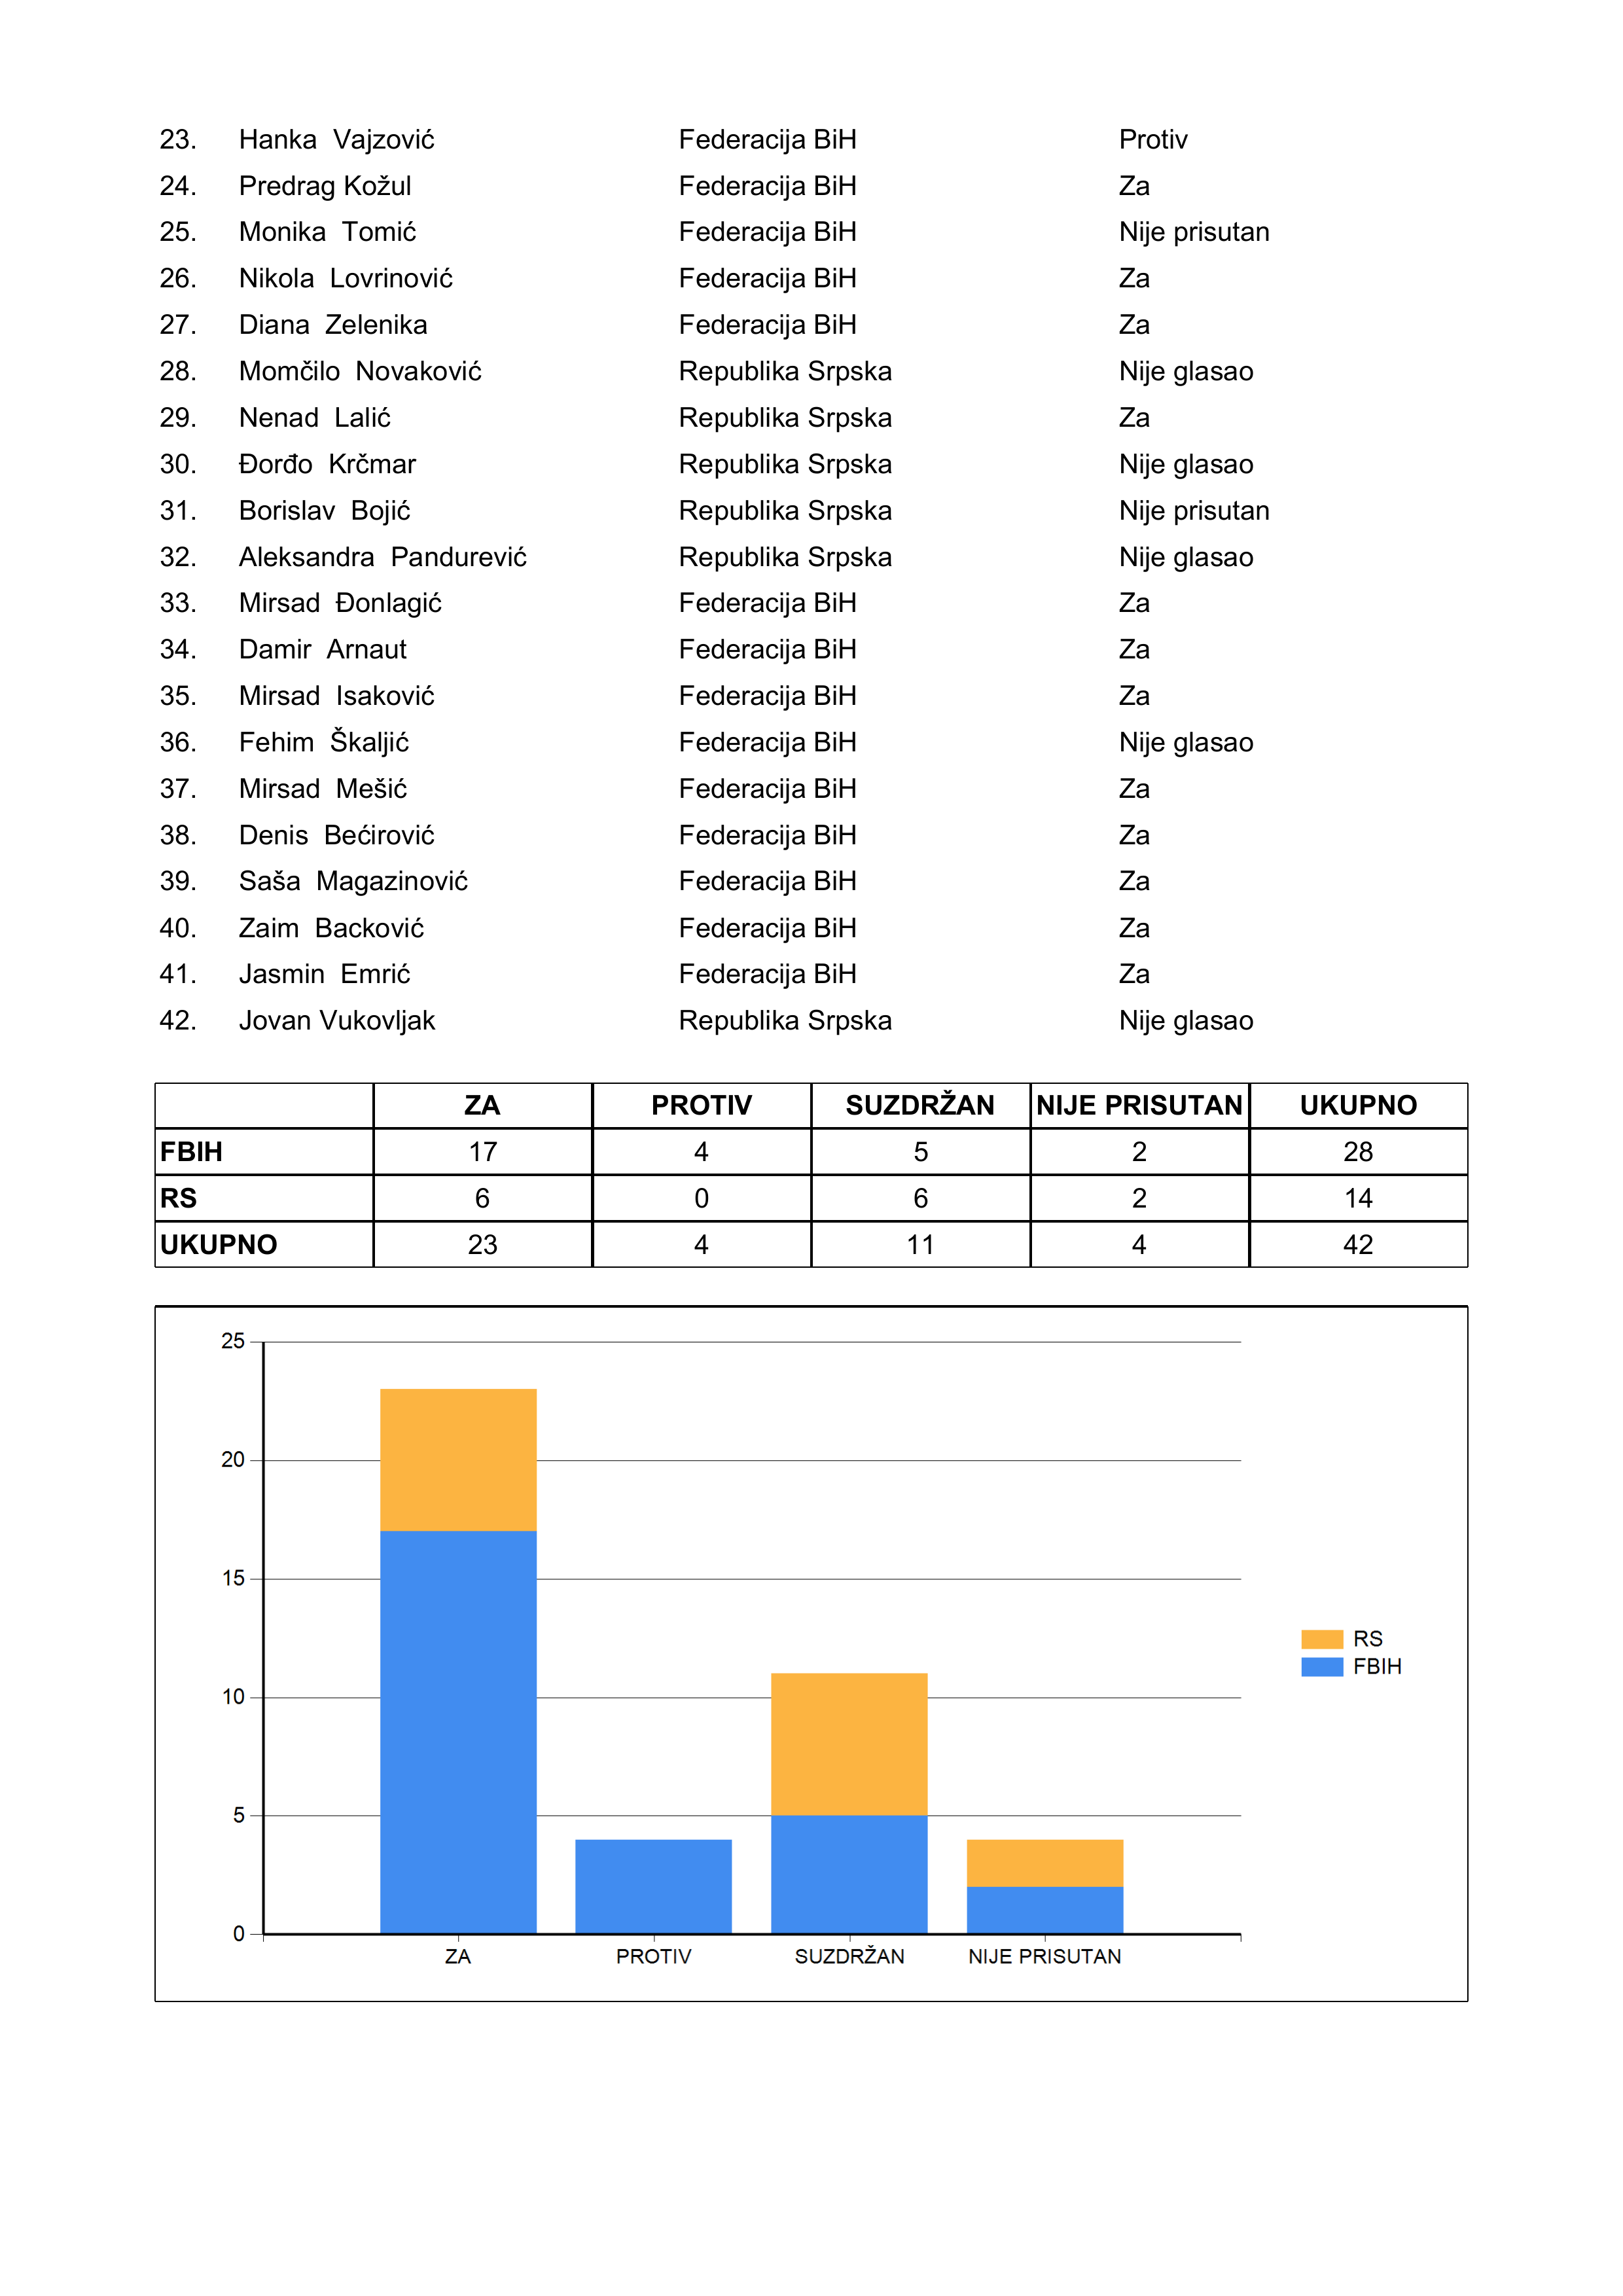 23. Hanka Vajzović Federacija BiH Protiv
24. Predrag Kožul Federacija BiH Za
25. Monika Tomić Federacija BiH Nije prisutan
26. Nikola Lovrinović Federacija BiH Za
27. Diana Zelenika Federacija BiH Za
28. Momčilo Novaković Republika Srpska Nije glasao
29. Nenad Lalić Republika Srpska Za
30. Đorđo Krčmar Republika Srpska Nije glasao
31. Borislav Bojić Republika Srpska Nije prisutan
32. Aleksandra Pandurević Republika Srpska Nije glasao
33. Mirsad Đonlagić Federacija BiH Za
34. Damir Arnaut Federacija BiH Za
35. Mirsad Isaković Federacija BiH Za
36. Fehim Škaljić Federacija BiH Nije glasao
37. Mirsad Mešić Federacija BiH Za
38. Denis Bećirović Federacija BiH Za
39. Saša Magazinović Federacija BiH Za
40. Zaim Backović Federacija BiH Za
41. Jasmin Emrić Federacija BiH Za
42. Jovan Vukovljak Republika Srpska Nije glasao
ZA PROTIV SUZDRŽAN NIJE PRISUTAN UKUPNO
FBIH 17 4 5 2 28
RS 6 0 6 2 14
UKUPNO 23 4 11 4 42
25
20
15
10
5
0
ZA PROTIV SUZDRŽAN NIJE PRISUTAN
RS
FBIH